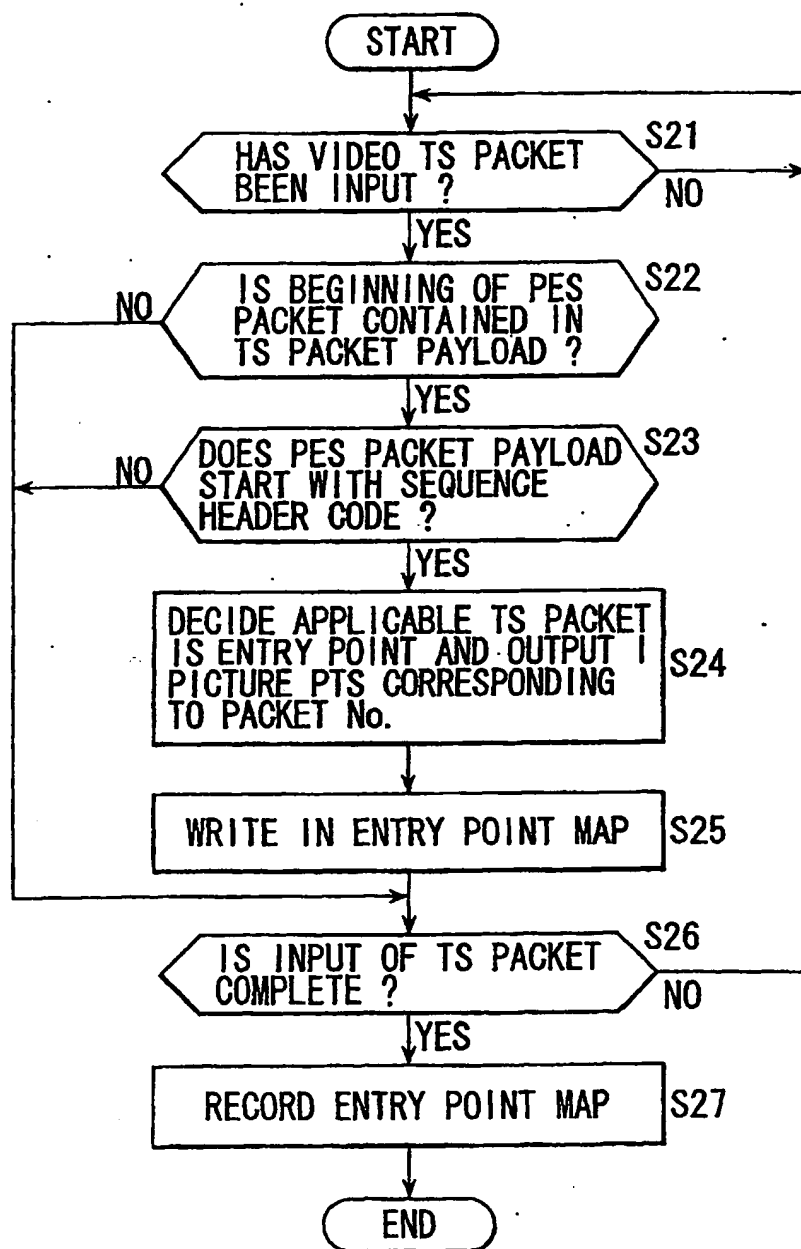 START
HAS VIDEO TS PACKET
BEEN INPUT ?
S21
NO
YES
IS BEGINNING OF PES
PACKET CONTAINED IN
TS PACKET PAYLOAD ?
S22
NO
YES
DOES PES PACKET PAYLOAD
START WITH SEQUENCE
HEADER CODE ?
S23
NO
YES
DECIDE APPLICABLE TS PACKET
IS ENTRY POINT AND OUTPUT I
PICTURE PTS CORRESPONDING
TO PACKET No.
S24
WRITE IN ENTRY POINT MAP
S25
IS INPUT OF TS PACKET
COMPLETE ?
S26
NO
YES
RECORD ENTRY POINT MAP
S27
END